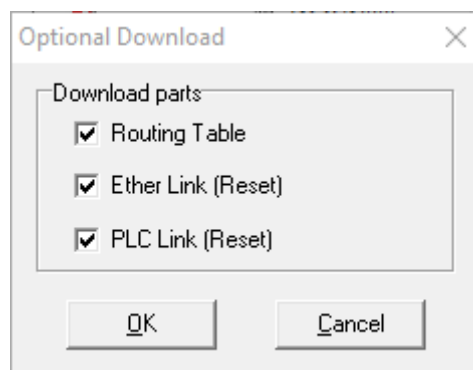 Optional Download
Download parts
Routing Table
Ether Link (Reset)
PLC Link (Reset)
OK
Cancel